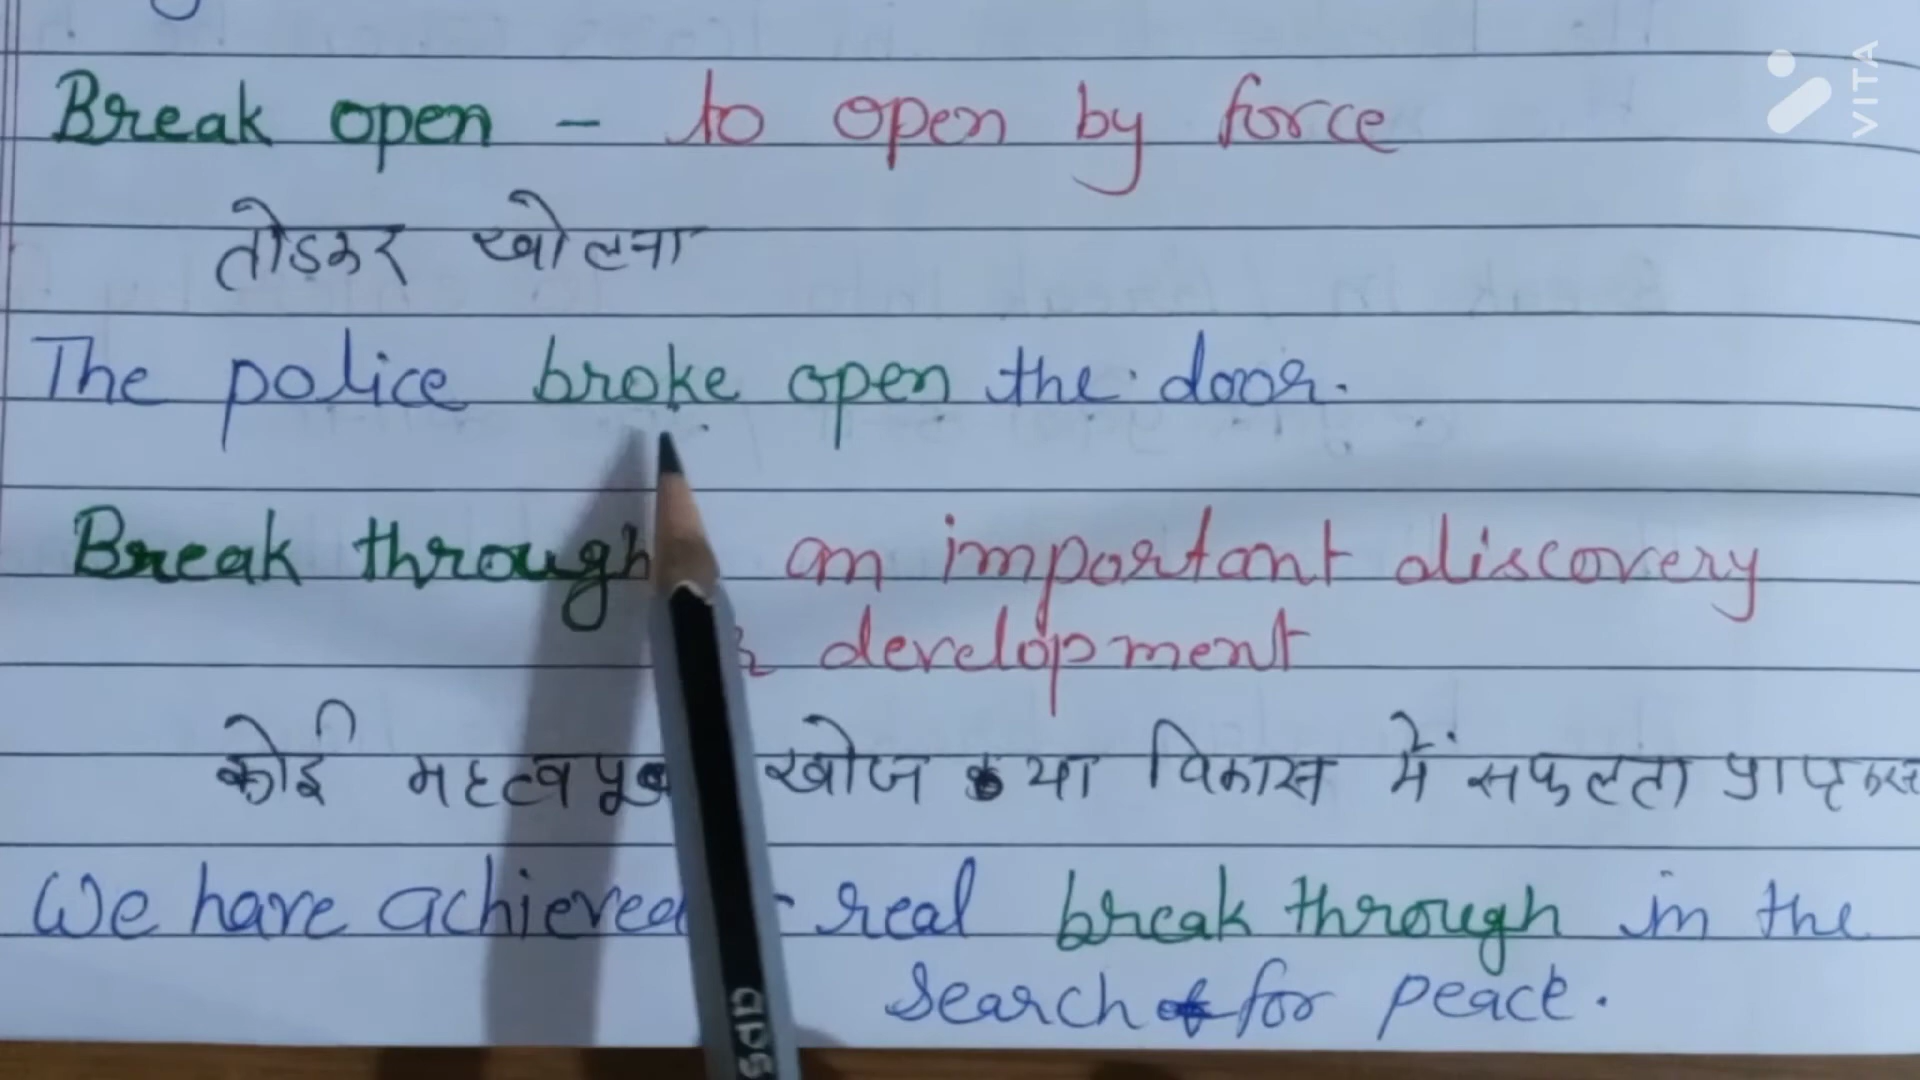 VITA
Break open - to open by force
तोडकर खोलना
The police broke open the door.
Break through an important discovery
development
कोई महत्वपू खोज या विकास में सफलता
We have achieved real break through in the
search for peace.